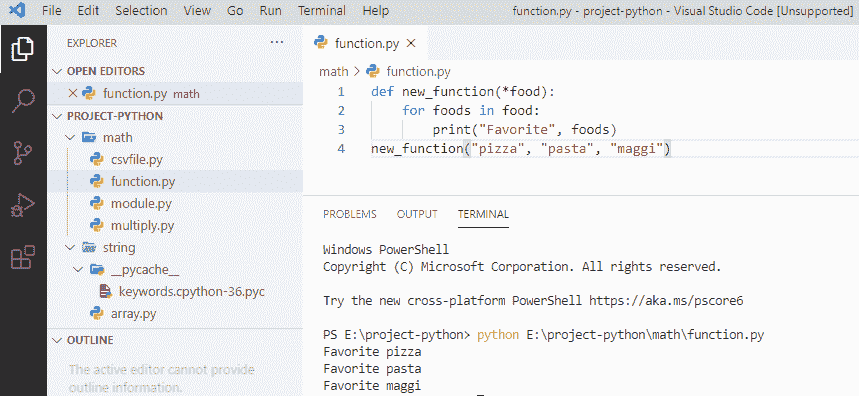 File Edit Selection View Go Run Terminal Help function.py - project-python - Visual Studio Code [Unsupported]
EXPLORER ···
OPEN EDITORS
function.py math
PROJECT-PYTHON
math
csvfile.py
function.py
module.py
multiply.py
string
__pycache__
keywords.cpython-36.pyc
array.py
OUTLINE
The active editor cannot provide
outline information.
function.py
math > function.py
1 def new_function(*food):
2 for foods in food:
3 print("Favorite", foods)
4 new_function("pizza", "pasta", "maggi")
PROBLEMS OUTPUT TERMINAL
Windows PowerShell
Copyright (C) Microsoft Corporation. All rights reserved.
Try the new cross-platform PowerShell https://aka.ms/pscore6
PS E:\project-python> python E:\project-python\math\function.py
Favorite pizza
Favorite pasta
Favorite maggi